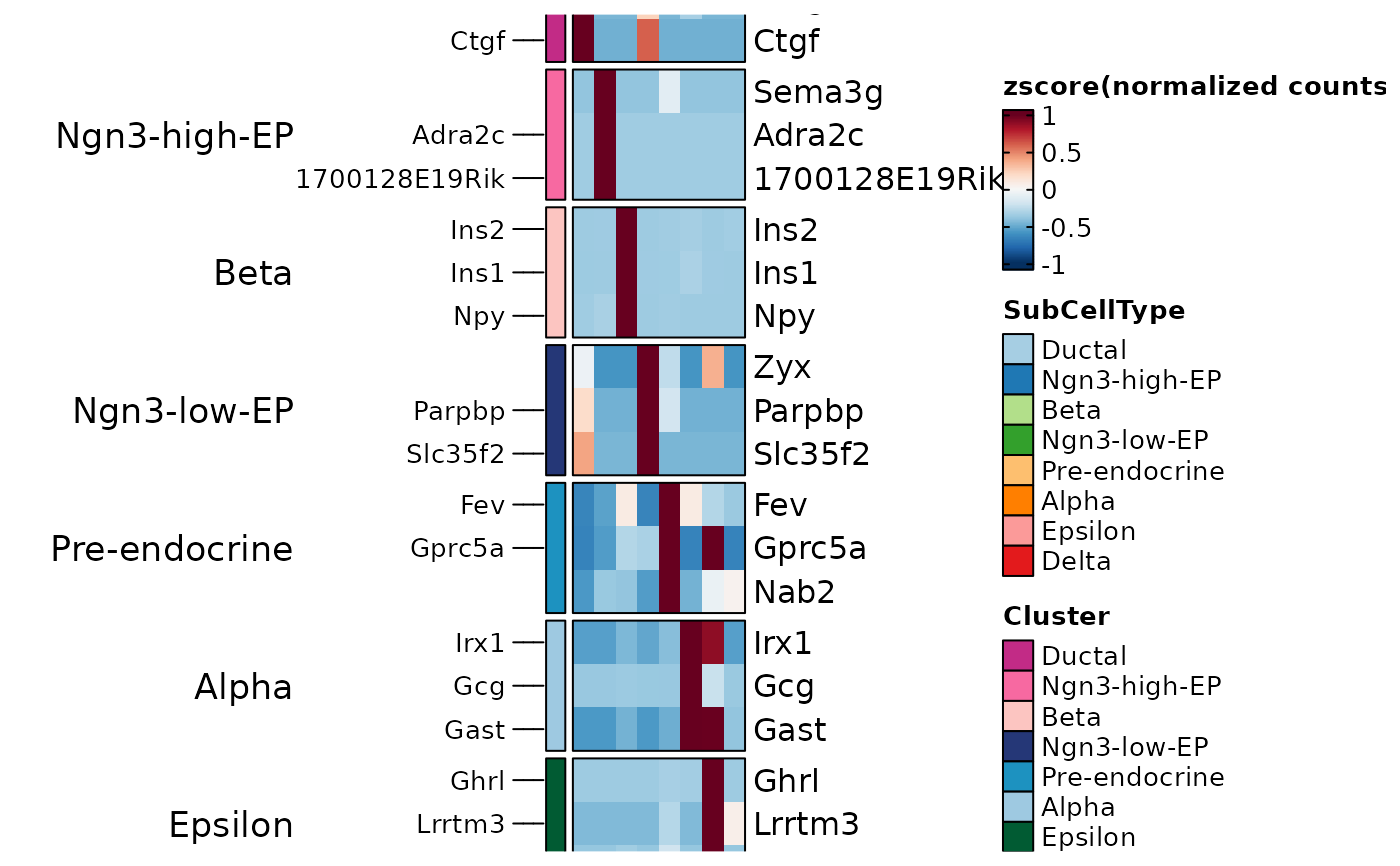 Ctgf Ctgf
Sema3g
Ngn3-high-EP Adra2c Adra2c
1700128E19Rik 1700128E19Rik
Ins2 Ins2
Beta Ins1 Ins1
Npy Npy
Zyx
Ngn3-low-EP Parpbp Parpbp
Slc35f2 Slc35f2
Fev Fev
Pre-endocrine Gprc5a Gprc5a
Nab2
Irx1 Irx1
Alpha Gcg Gcg
Gast Gast
Ghrl Ghrl
Epsilon Lrrtm3 Lrrtm3
zscore(normalized counts
1
0.5
0
-0.5
-1
SubCellType
Ductal
Ngn3-high-EP
Beta
Ngn3-low-EP
Pre-endocrine
Alpha
Epsilon
Delta
Cluster
Ductal
Ngn3-high-EP
Beta
Ngn3-low-EP
Pre-endocrine
Alpha
Epsilon